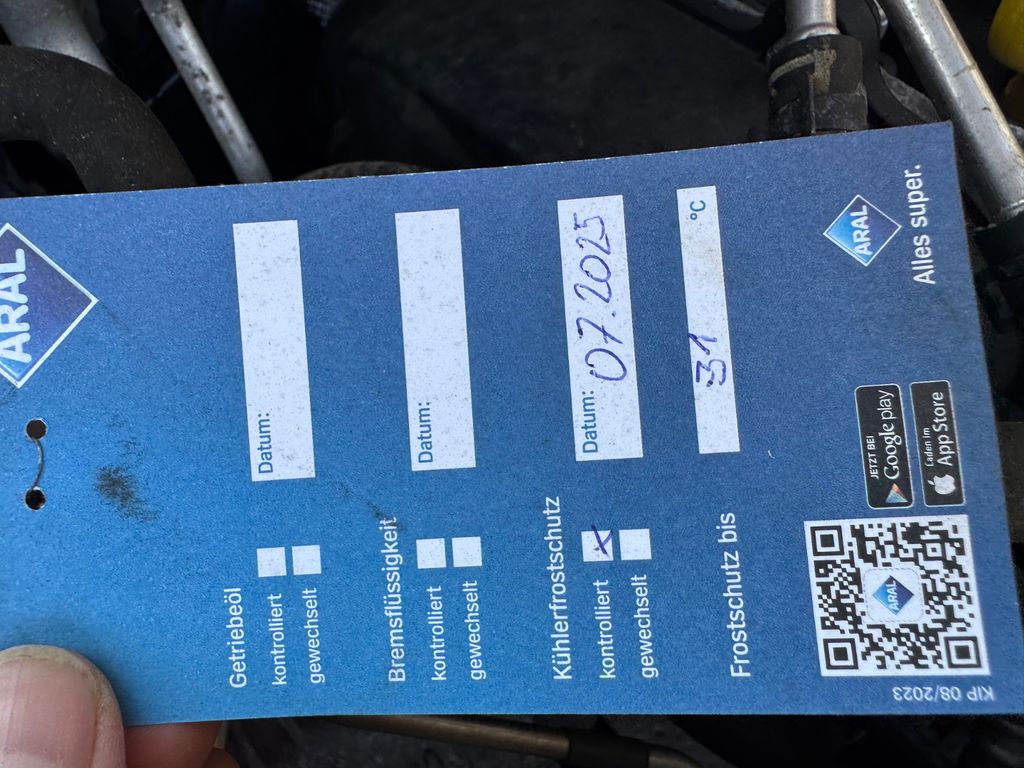 ARAL
Getriebeöl
kontrolliert
gewechselt
Datum:
Bremsflüssigkeit
kontrolliert
gewechselt
Datum:
Kühlerfrostschutz
kontrolliert
gewechselt
Datum: 07.2025
Frostschutz bis
31 °C
ARAL
JETZT BEI
Google play
ARAL
Laden im
App Store
Alles super.
KIP 08/2023